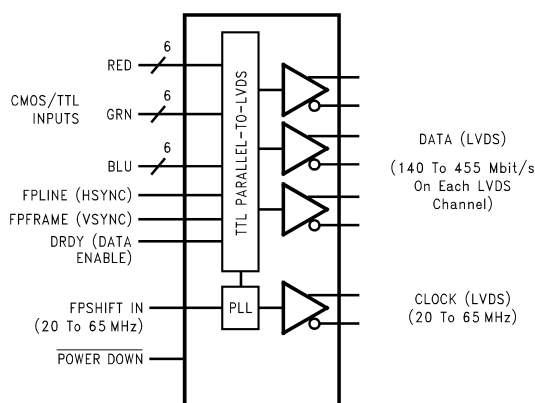 6
RED
6
CMOS/TTL
INPUTS
GRN
6
BLU
FPLINE (HSYNC)
FPFRAME (VSYNC)
DRDY (DATA
ENABLE)
FPSHIFT IN
(20 To 65 MHz)
POWER DOWN
TTL PARALLEL-TO-LVDS
PLL
DATA (LVDS)
(140 To 455 Mbit/s
On Each LVDS
Channel)
CLOCK (LVDS)
(20 To 65 MHz)